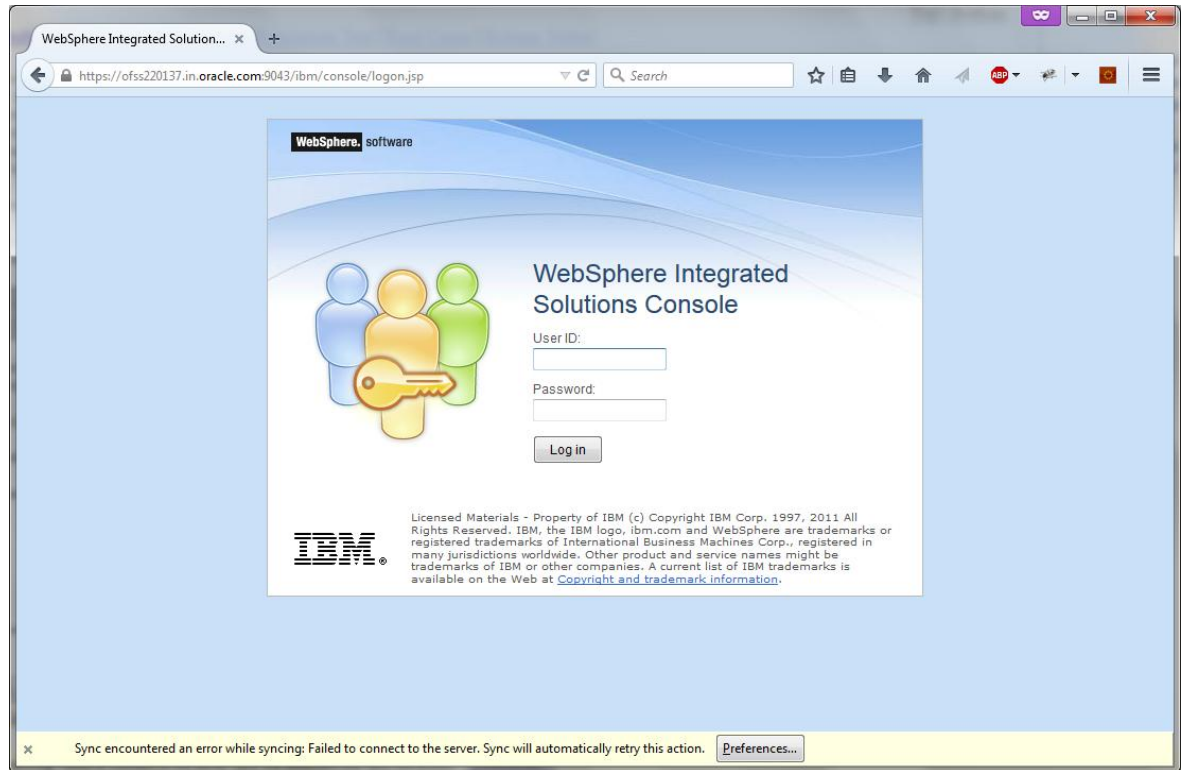 WebSphere Integrated Solution...
https://ofss220137.in.oracle.com:9043/ibm/console/logon.jsp
Search
ABP
WebSphere. software
WebSphere Integrated
Solutions Console
User ID:
Password:
Log in
IBM®
Licensed Materials - Property of IBM (c) Copyright IBM Corp. 1997, 2011 All
Rights Reserved. IBM, the IBM logo, ibm.com and WebSphere are trademarks or
registered trademarks of International Business Machines Corp., registered in
many jurisdictions worldwide. Other product and service names might be
trademarks of IBM or other companies. A current list of IBM trademarks is
available on the Web at Copyright and trademark information.
Sync encountered an error while syncing: Failed to connect to the server. Sync will automatically retry this action.
Preferences...